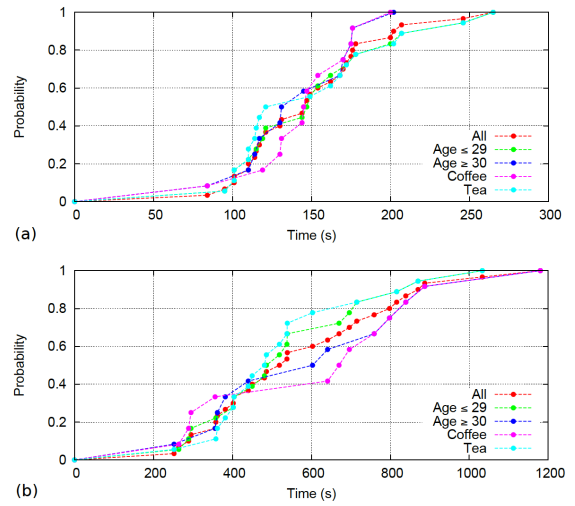 1
0.8
0.6
0.4
0.2
0
Probability
0 50 100 150 200 250 300
Time (s)
All
Age ≤ 29
Age ≥ 30
Coffee
Tea
(a)
1
0.8
0.6
0.4
0.2
0
Probability
0 200 400 600 800 1000 1200
Time (s)
All
Age ≤ 29
Age ≥ 30
Coffee
Tea
(b)